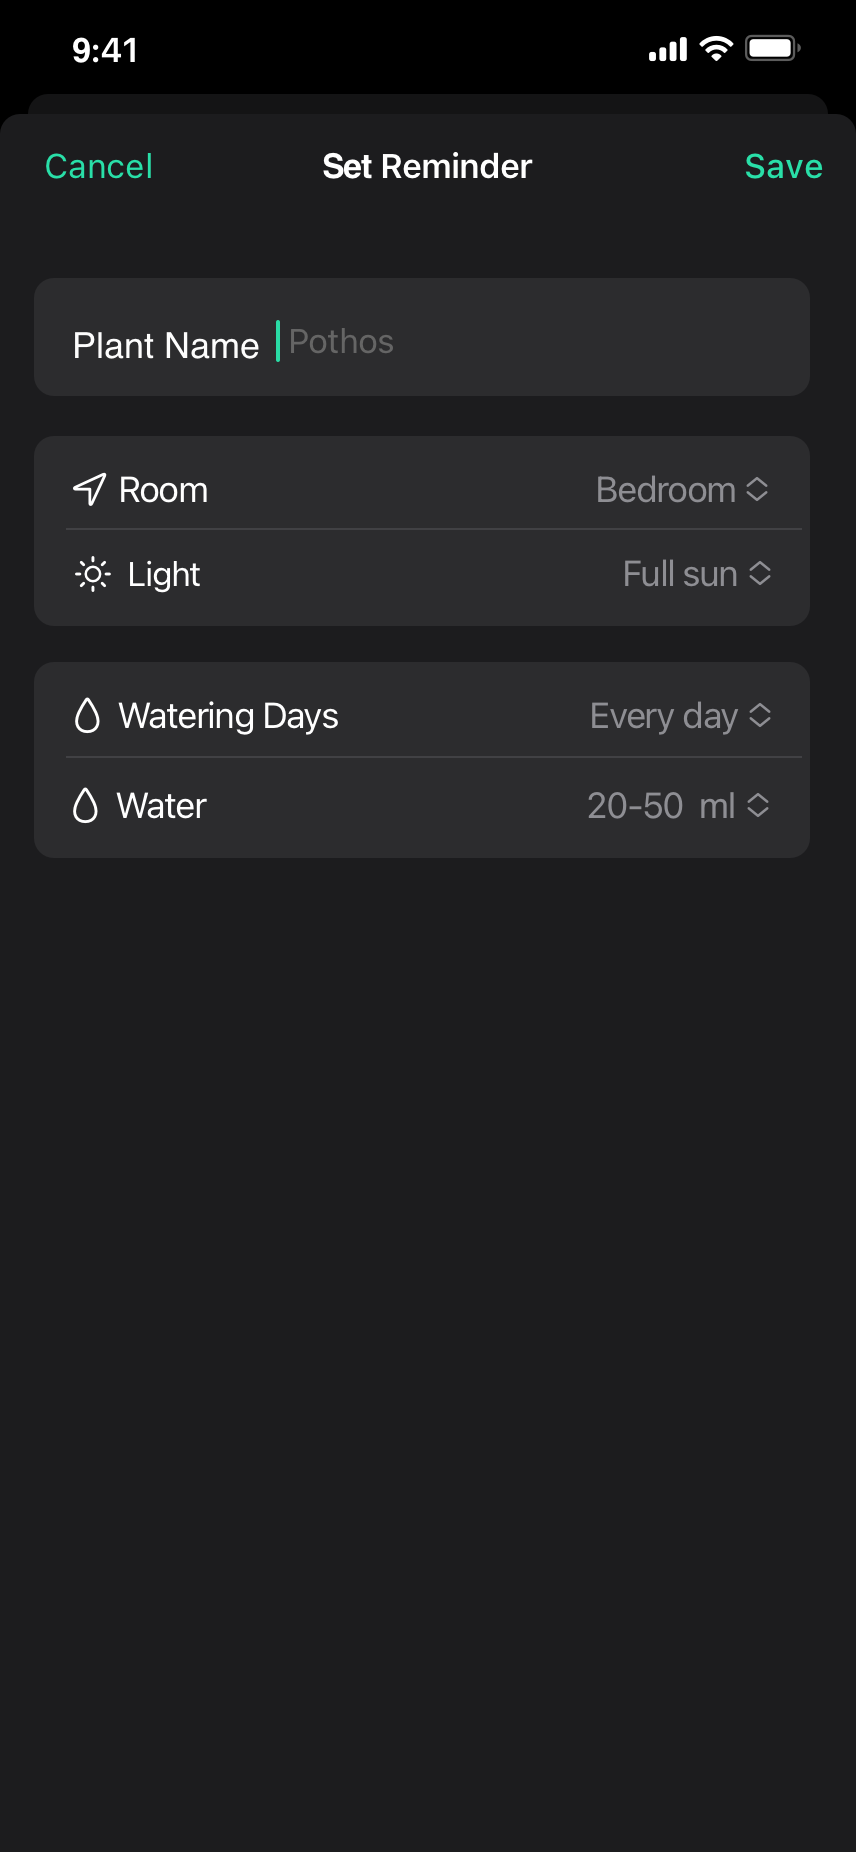 9:41
Cancel Set Reminder Save
Plant Name Pothos
Room Bedroom
Light Full sun
Watering Days Every day
Water 20-50 ml